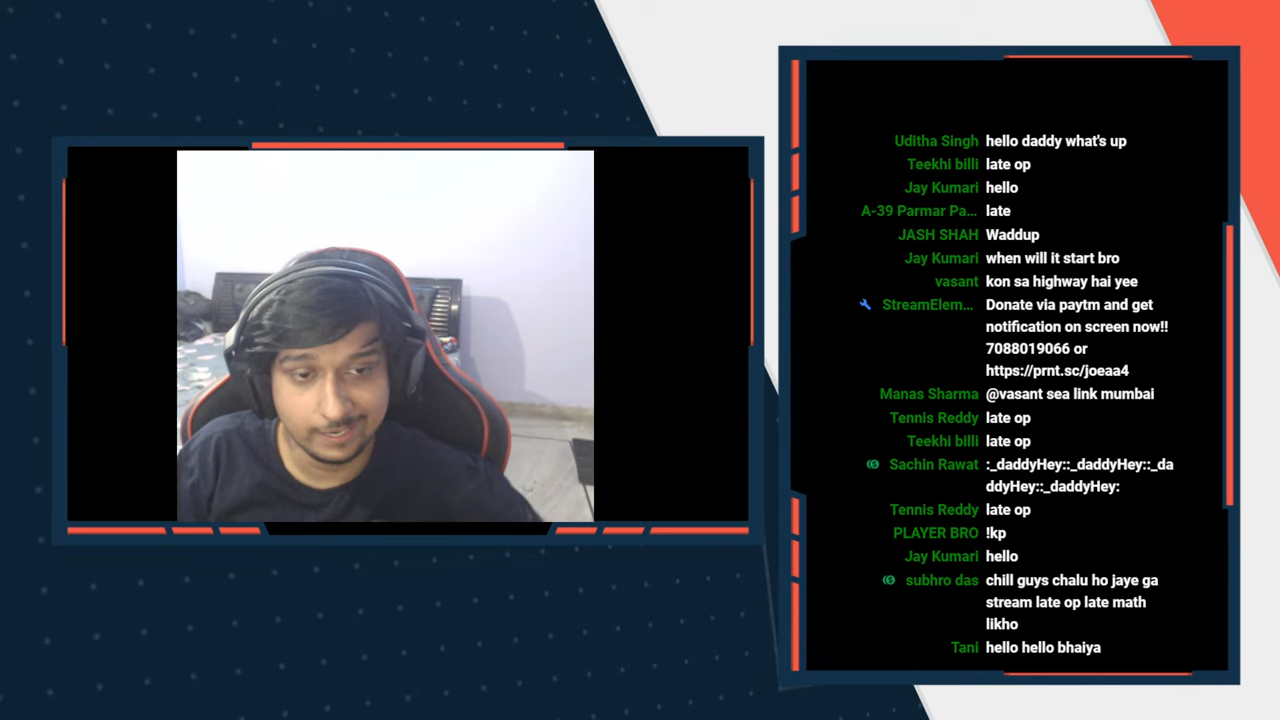 Uditha Singh hello daddy what's up
Teekhi billi late op
Jay Kumari hello
A-39 Parmar Pa... late
JASH SHAH Waddup
Jay Kumari when will it start bro
vasant kon sa highway hai yee
StreamElem... Donate via paytm and get
notification on screen now!!
7088019066 or
https://prnt.sc/joeaa4
Manas Sharma @vasant sea link mumbai
Tennis Reddy late op
Teekhi billi late op
Sachin Rawat :_daddyHey::_daddyHey::_da
ddyHey::_daddyHey:
Tennis Reddy late op
PLAYER BRO !kp
Jay Kumari hello
subhro das chill guys chalu ho jaye ga
stream late op late math
likho
Tani hello hello bhaiya